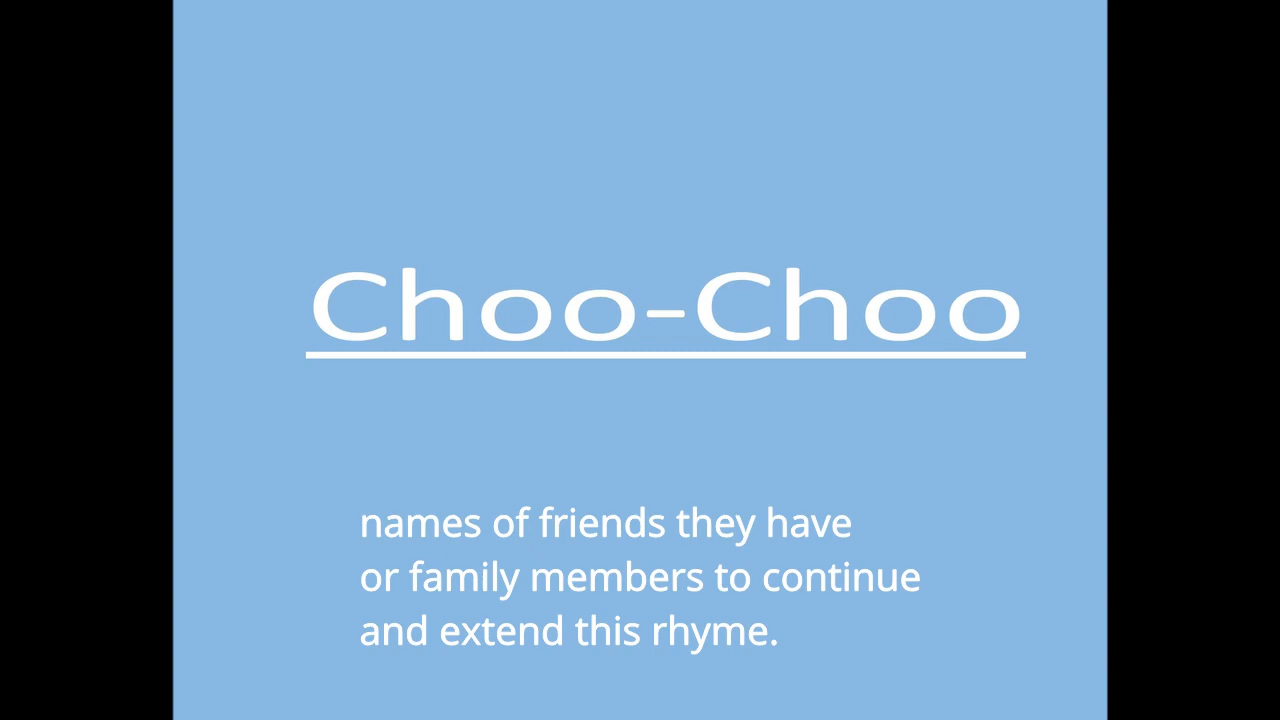 Choo-Choo
names of friends they have
or family members to continue
and extend this rhyme.